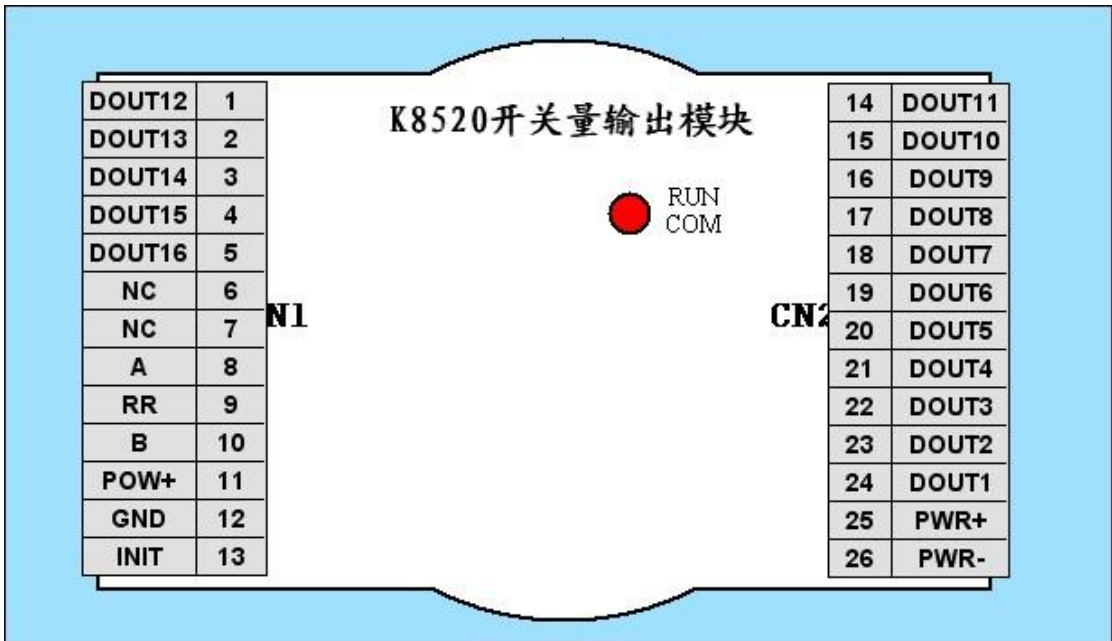 K8520开关量输出模块
RUN
COM
DOUT12 1
DOUT13 2
DOUT14 3
DOUT15 4
DOUT16 5
NC 6
NC 7
A 8
RR 9
B 10
POW+ 11
GND 12
INIT 13
N1
CN2
14 DOUT11
15 DOUT10
16 DOUT9
17 DOUT8
18 DOUT7
19 DOUT6
20 DOUT5
21 DOUT4
22 DOUT3
23 DOUT2
24 DOUT1
25 PWR+
26 PWR-